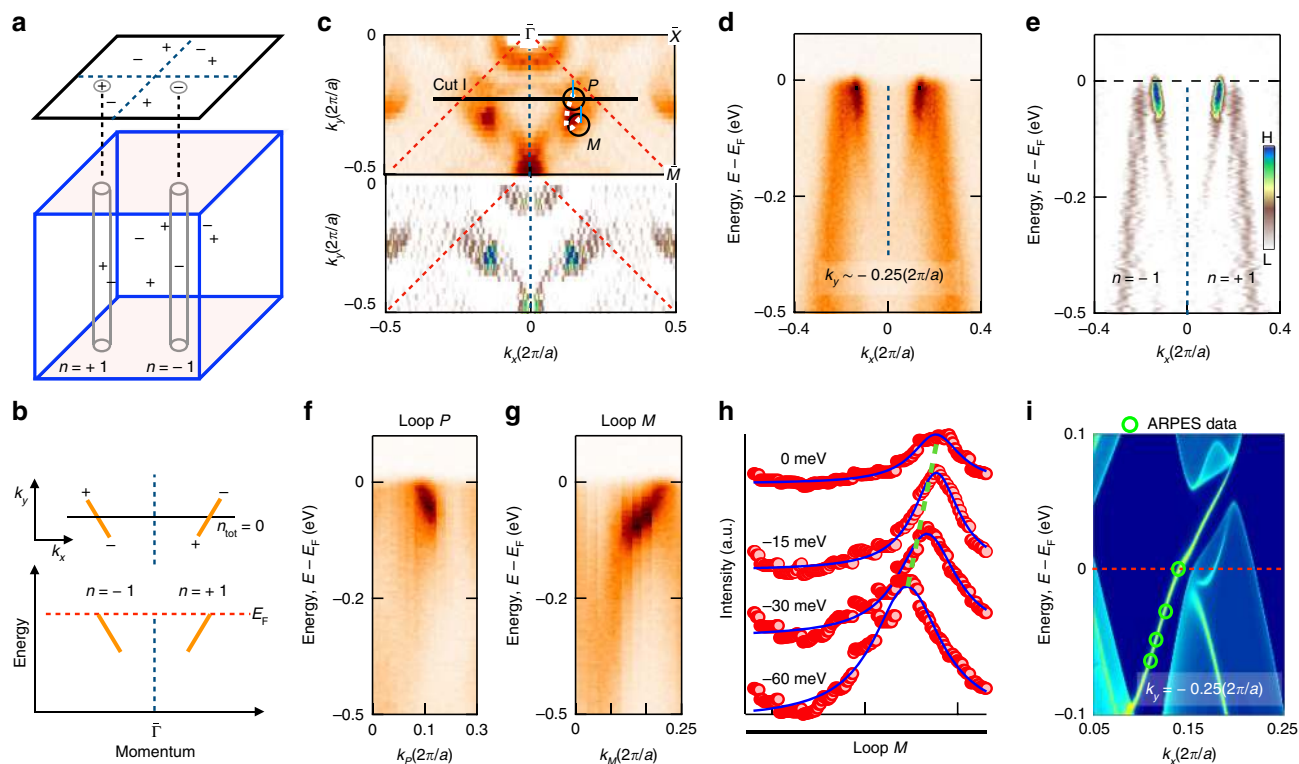 a
+
−
+
−
+
+
−
−
+
−
+
−
+
−
+
+
−
−
+
n = + 1
n = − 1
b
k_y
k_x
+
−
−
+
n_tot = 0
Energy
n = − 1
n = + 1
E_F
Γ̄
Momentum
c
0
Γ̄
X̄
Cut I
P
M
k_y(2π/a)
−0.5
M̄
0
k_y(2π/a)
−0.5
−0.5
0
0.5
k_x(2π/a)
d
0
−0.2
−0.5
Energy, E − E_F (eV)
k_y ~ − 0.25(2π/a)
−0.4
0
0.4
k_x(2π/a)
e
0
−0.2
−0.5
Energy, E − E_F (eV)
H
L
n = − 1
n = + 1
−0.4
0
0.4
k_x(2π/a)
f
Loop P
0
−0.2
−0.5
Energy, E − E_F (eV)
0
0.1
0.3
k_P(2π/a)
g
Loop M
0
−0.2
−0.5
Energy, E − E_F (eV)
0
0.25
k_M(2π/a)
h
Intensity (a.u.)
0 meV
−15 meV
−30 meV
−60 meV
Loop M
i
ARPES data
0.1
0
−0.1
Energy, E − E_F (eV)
k_y = − 0.25(2π/a)
0.05
0.15
0.25
k_x(2π/a)